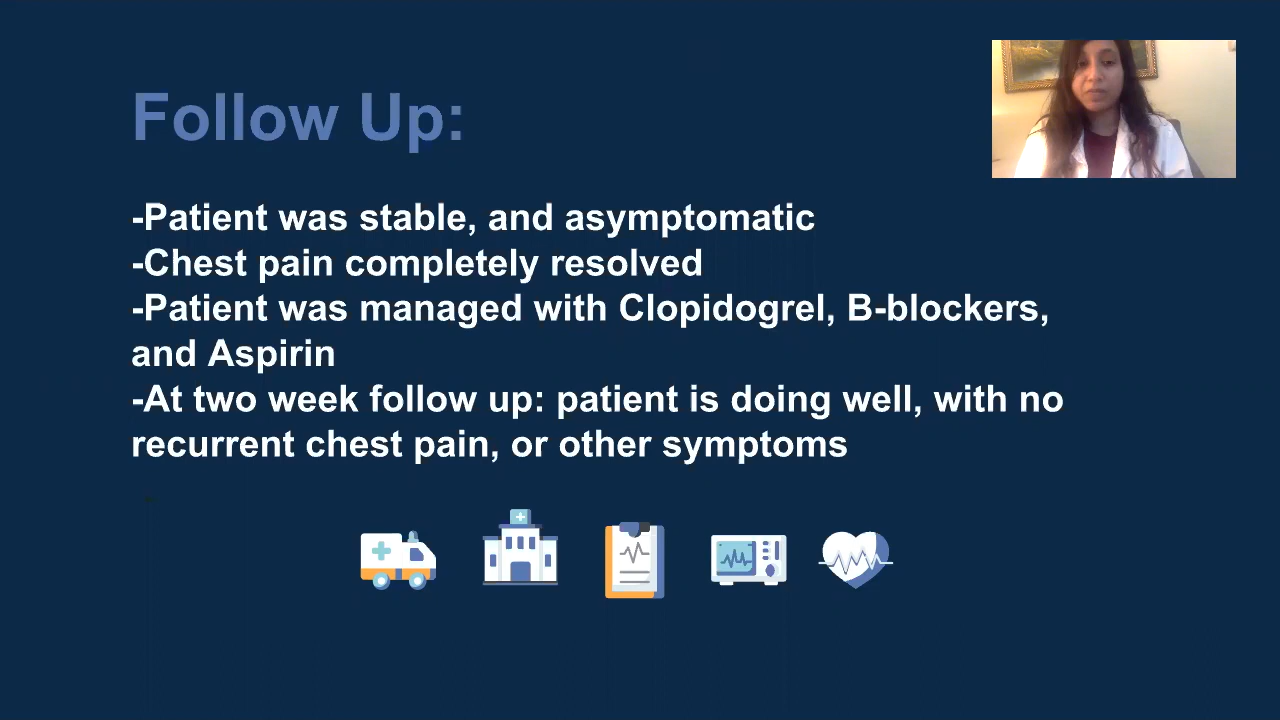 Follow Up:
-Patient was stable, and asymptomatic
-Chest pain completely resolved
-Patient was managed with Clopidogrel, B-blockers,
and Aspirin
-At two week follow up: patient is doing well, with no
recurrent chest pain, or other symptoms